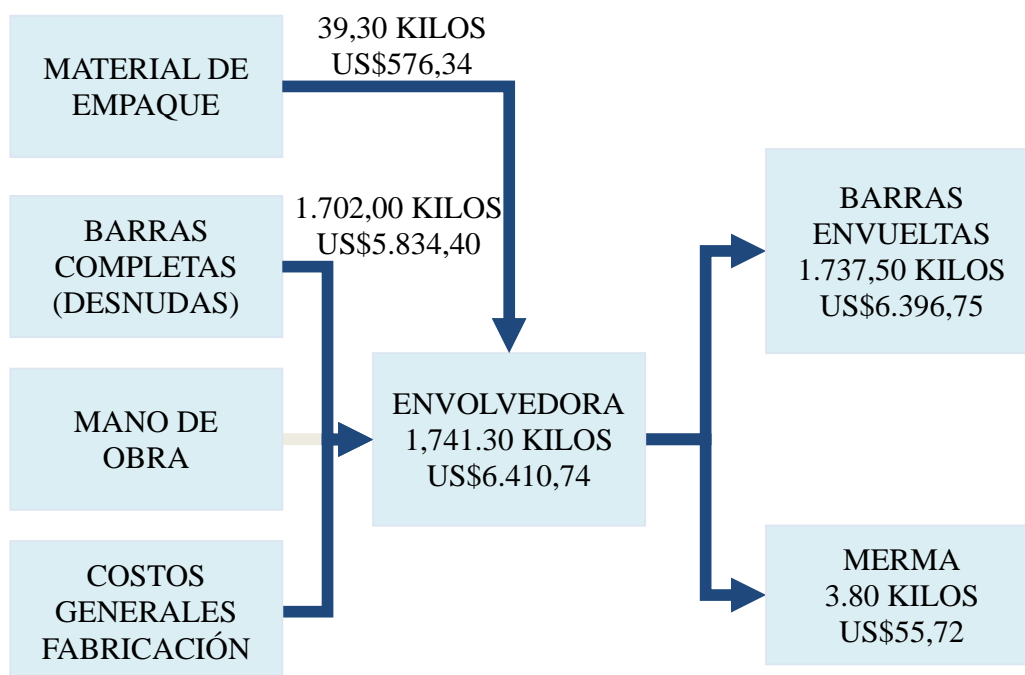 39,30 KILOS
US$576,34
MATERIAL DE
EMPAQUE
1.702,00 KILOS
US$5.834,40
BARRAS
COMPLETAS
(DESNUDAS)
MANO DE
OBRA
COSTOS
GENERALES
FABRICACIÓN
ENVOLVEDORA
1,741.30 KILOS
US$6.410,74
BARRAS
ENVUELTAS
1.737,50 KILOS
US$6.396,75
MERMA
3.80 KILOS
US$55,72